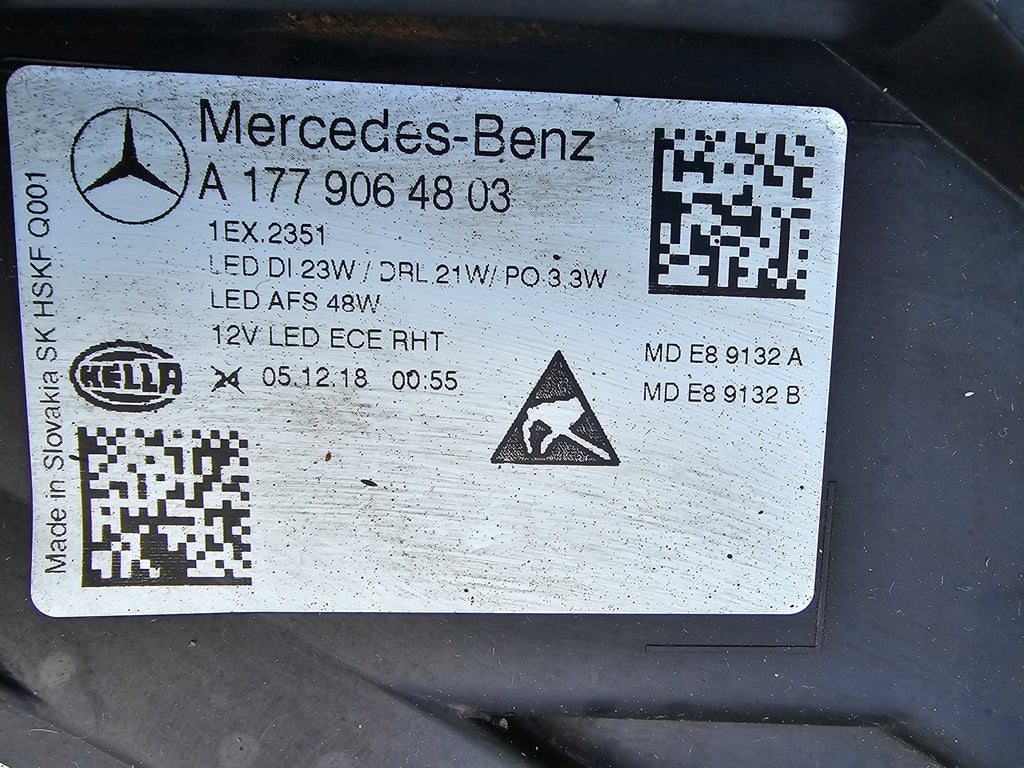 Mercedes-Benz
A 177 906 48 03
1EX.2351
LED DI 23W / DRL 21W/ PO 3.3W
LED AFS 48W
12V LED ECE RHT
HELLA
24 05.12.18 00:55
MD E8 9132 A
MD E8 9132 B
Made in Slovakia SK HSKF Q001